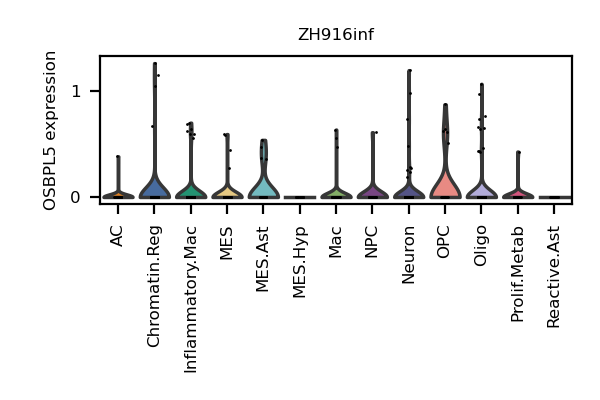 ZH916inf
OSBPL5 expression
1
0
AC
Chromatin.Reg
Inflammatory.Mac
MES
MES.Ast
MES.Hyp
Mac
NPC
Neuron
OPC
Oligo
Prolif.Metab
Reactive.Ast